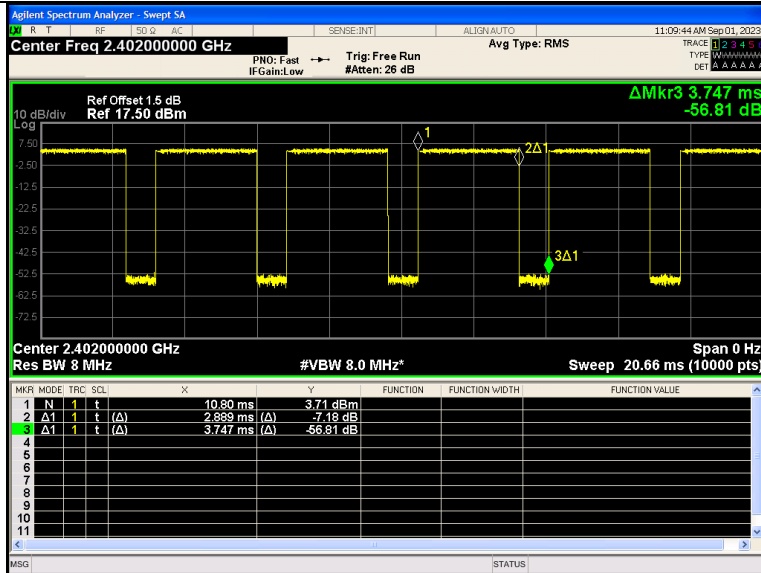 Agilent Spectrum Analyzer - Swept SA
LXI R T RF 50 Ω AC SENSE:INT ALIGN AUTO 11:09:44 AM Sep 01, 2023
Center Freq 2.402000000 GHz
PNO: Fast
IFGain:Low
Trig: Free Run
#Atten: 26 dB
Avg Type: RMS
TRACE 1 2 3 4 5 6
TYPE
DET A A A A A
10 dB/div
Log
Ref Offset 1.5 dB
Ref 17.50 dBm
ΔMkr3 3.747 ms
-56.81 dB
7.50
-2.50
-12.5
-22.5
-32.5
-42.5
-52.5
-62.5
-72.5
1
2Δ1
3Δ1
Center 2.402000000 GHz Span 0 Hz
Res BW 8 MHz #VBW 8.0 MHz* Sweep 20.66 ms (10000 pts)
MKR MODE TRC SCL X Y FUNCTION FUNCTION WIDTH FUNCTION VALUE
1 N 1 t 10.80 ms 3.71 dBm
2 Δ1 1 t (Δ) 2.889 ms (Δ) -7.18 dB
3 Δ1 1 t (Δ) 3.747 ms (Δ) -56.81 dB
4
5
6
7
8
9
10
11
MSG STATUS